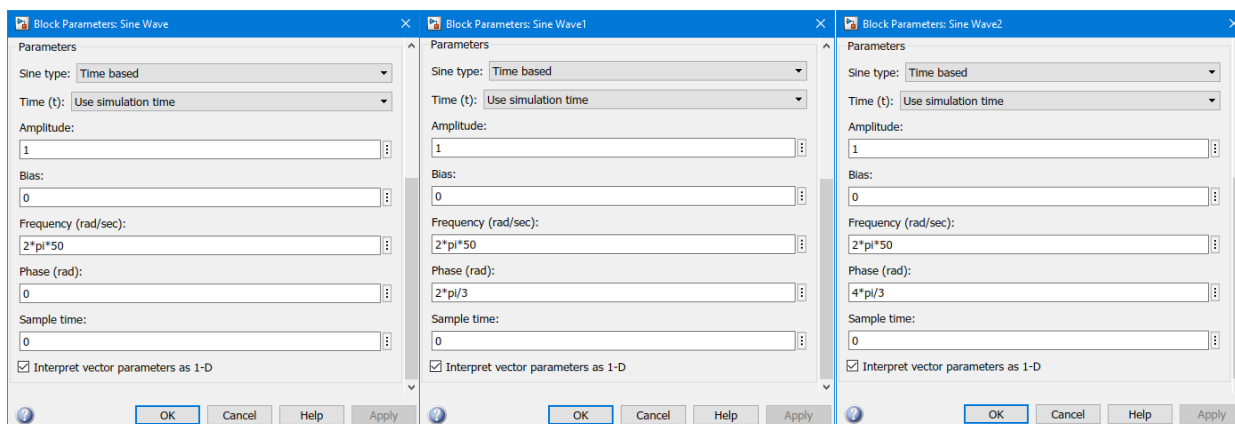 Block Parameters: Sine Wave
Parameters
Sine type: Time based
Time (t): Use simulation time
Amplitude:
1
Bias:
0
Frequency (rad/sec):
2*pi*50
Phase (rad):
0
Sample time:
0
Interpret vector parameters as 1-D
OK Cancel Help Apply
Block Parameters: Sine Wave1
Parameters
Sine type: Time based
Time (t): Use simulation time
Amplitude:
1
Bias:
0
Frequency (rad/sec):
2*pi*50
Phase (rad):
2*pi/3
Sample time:
0
Interpret vector parameters as 1-D
OK Cancel Help Apply
Block Parameters: Sine Wave2
Parameters
Sine type: Time based
Time (t): Use simulation time
Amplitude:
1
Bias:
0
Frequency (rad/sec):
2*pi*50
Phase (rad):
4*pi/3
Sample time:
0
Interpret vector parameters as 1-D
OK Cancel Help Apply